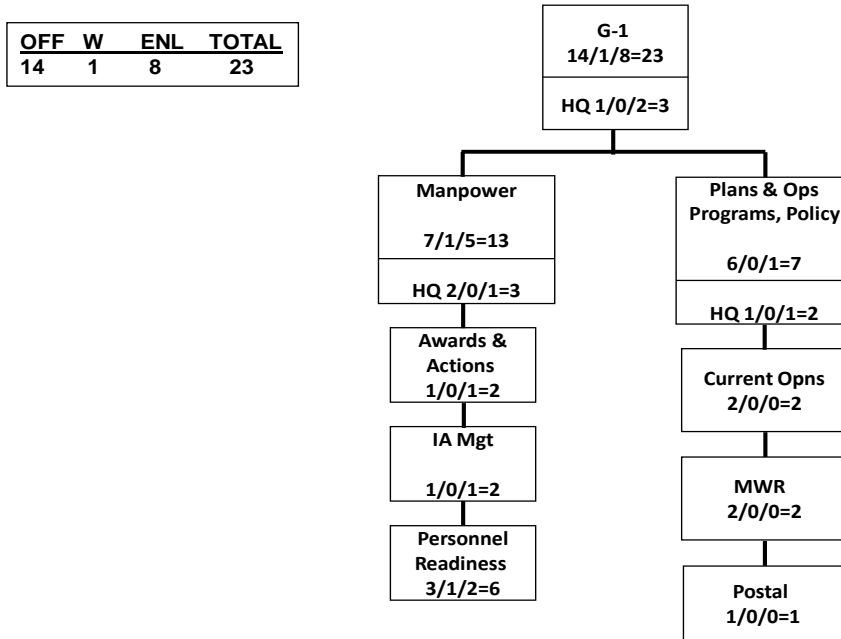 OFF W ENL TOTAL
14 1 8 23
G-1
14/1/8=23
HQ 1/0/2=3
Manpower
7/1/5=13
HQ 2/0/1=3
Awards &
Actions
1/0/1=2
IA Mgt
1/0/1=2
Personnel
Readiness
3/1/2=6
Plans & Ops
Programs, Policy
6/0/1=7
HQ 1/0/1=2
Current Opns
2/0/0=2
MWR
2/0/0=2
Postal
1/0/0=1